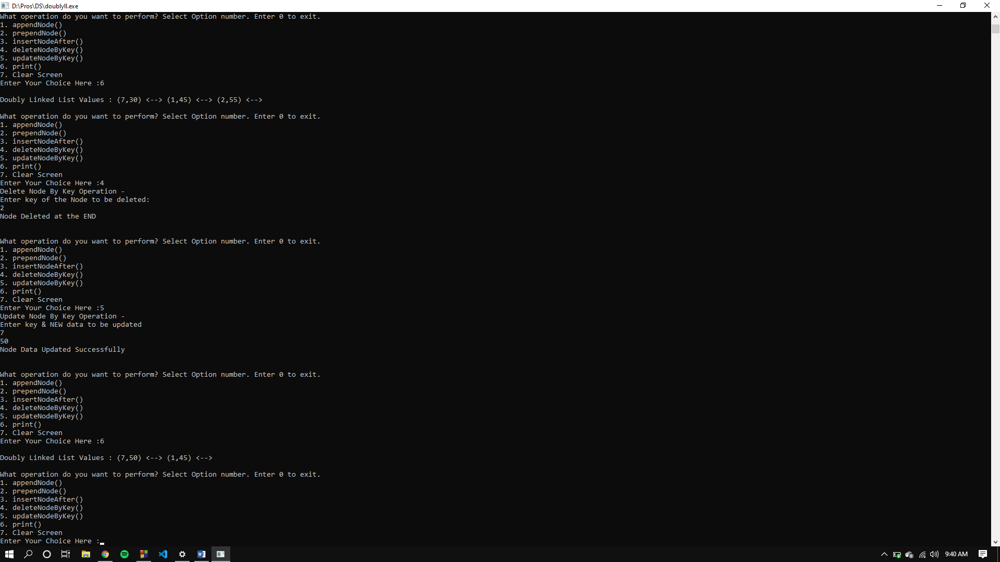 D:\Pros\DS\doublyll.exe
What operation do you want to perform? Select Option number. Enter 0 to exit.
1. appendNode()
2. prependNode()
3. insertNodeAfter()
4. deleteNodeByKey()
5. updateNodeByKey()
6. print()
7. Clear Screen
Enter Your Choice Here :6
Doubly Linked List Values : (7,30) <--> (1,45) <--> (2,55) <-->
What operation do you want to perform? Select Option number. Enter 0 to exit.
1. appendNode()
2. prependNode()
3. insertNodeAfter()
4. deleteNodeByKey()
5. updateNodeByKey()
6. print()
7. Clear Screen
Enter Your Choice Here :4
Delete Node By Key Operation -
Enter key of the Node to be deleted:
2
Node Deleted at the END
What operation do you want to perform? Select Option number. Enter 0 to exit.
1. appendNode()
2. prependNode()
3. insertNodeAfter()
4. deleteNodeByKey()
5. updateNodeByKey()
6. print()
7. Clear Screen
Enter Your Choice Here :5
Update Node By Key Operation -
Enter key & NEW data to be updated
7
50
Node Data Updated Successfully
What operation do you want to perform? Select Option number. Enter 0 to exit.
1. appendNode()
2. prependNode()
3. insertNodeAfter()
4. deleteNodeByKey()
5. updateNodeByKey()
6. print()
7. Clear Screen
Enter Your Choice Here :6
Doubly Linked List Values : (7,50) <--> (1,45) <-->
What operation do you want to perform? Select Option number. Enter 0 to exit.
1. appendNode()
2. prependNode()
3. insertNodeAfter()
4. deleteNodeByKey()
5. updateNodeByKey()
6. print()
7. Clear Screen
Enter Your Choice Here :
9:40 AM